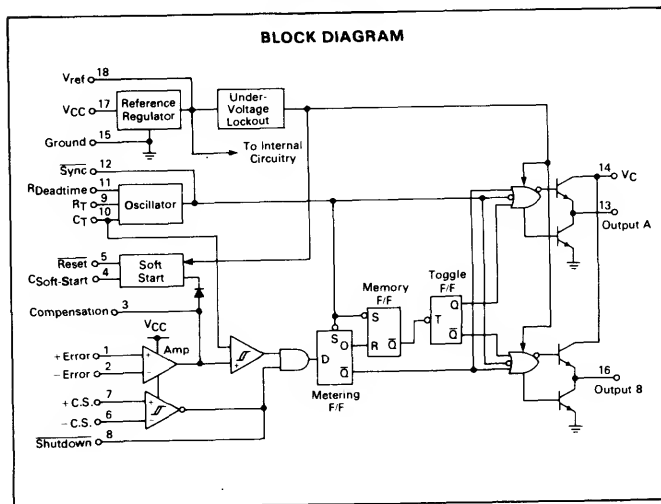 BLOCK DIAGRAM
Vref 18
VCC 17
Reference Regulator
Under-Voltage Lockout
Ground 15
To Internal Circuitry
Sync 12
RDeadtime 11
RT 9
CT 10
Oscillator
14 VC
13
Output A
Reset 5
CSoft-Start 4
Soft Start
Memory F/F
Toggle F/F
Compensation 3
S
R Q
T
Q
Q
VCC
Amp
+Error 1
-Error 2
+
-
S
D O
Q
Metering F/F
+C.S. 7
-C.S. 6
+
-
Shutdown 8
16
Output B